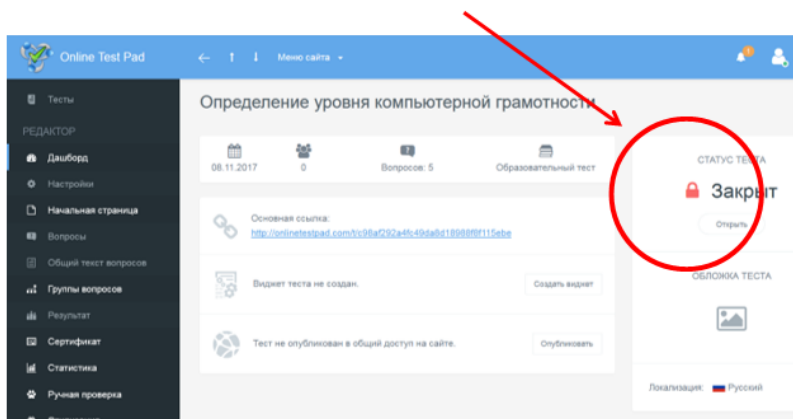 Online Test Pad
Меню сайта
Тесты
РЕДАКТОР
Дашборд
Настройки
Начальная страница
Вопросы
Общий текст вопросов
Группы вопросов
Результат
Сертификат
Статистика
Ручная проверка
Определение уровня компьютерной грамотности
08.11.2017
0
Вопросов: 5
Образовательный тест
Основная ссылка:
http://onlinetestpad.com/t/c98af292a4fc49da8d18988f8f115ebe
Виджет теста не создан.
Создать виджет
Тест не опубликован в общий доступ на сайте.
Опубликовать
СТАТУС ТЕСТА
Закрыт
Открыть
ОБЛОЖКА ТЕСТА
Локализация: Русский